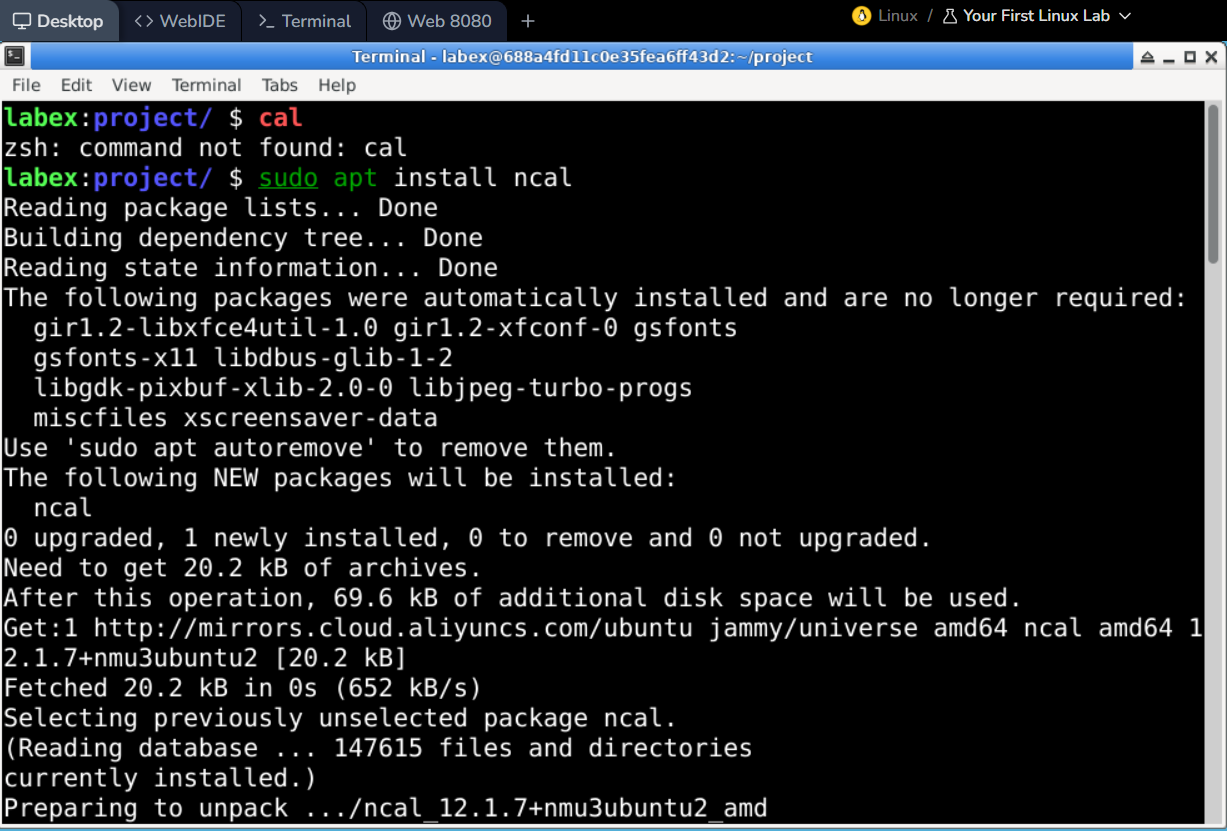 Desktop
WebIDE
Terminal
Web 8080
Linux / Your First Linux Lab
Terminal - labex@688a4fd11c0e35fea6ff43d2:~/project
File Edit View Terminal Tabs Help
labex:project/ $ cal
zsh: command not found: cal
labex:project/ $ sudo apt install ncal
Reading package lists... Done
Building dependency tree... Done
Reading state information... Done
The following packages were automatically installed and are no longer required:
  gir1.2-libxfce4util-1.0 gir1.2-xfconf-0 gsfonts
  gsfonts-x11 libdbus-glib-1-2
  libgdk-pixbuf-xlib-2.0-0 libjpeg-turbo-progs
  miscfiles xscreensaver-data
Use 'sudo apt autoremove' to remove them.
The following NEW packages will be installed:
  ncal
0 upgraded, 1 newly installed, 0 to remove and 0 not upgraded.
Need to get 20.2 kB of archives.
After this operation, 69.6 kB of additional disk space will be used.
Get:1 http://mirrors.cloud.aliyuncs.com/ubuntu jammy/universe amd64 ncal amd64 1
2.1.7+nmu3ubuntu2 [20.2 kB]
Fetched 20.2 kB in 0s (652 kB/s)
Selecting previously unselected package ncal.
(Reading database ... 147615 files and directories
currently installed.)
Preparing to unpack .../ncal_12.1.7+nmu3ubuntu2_amd